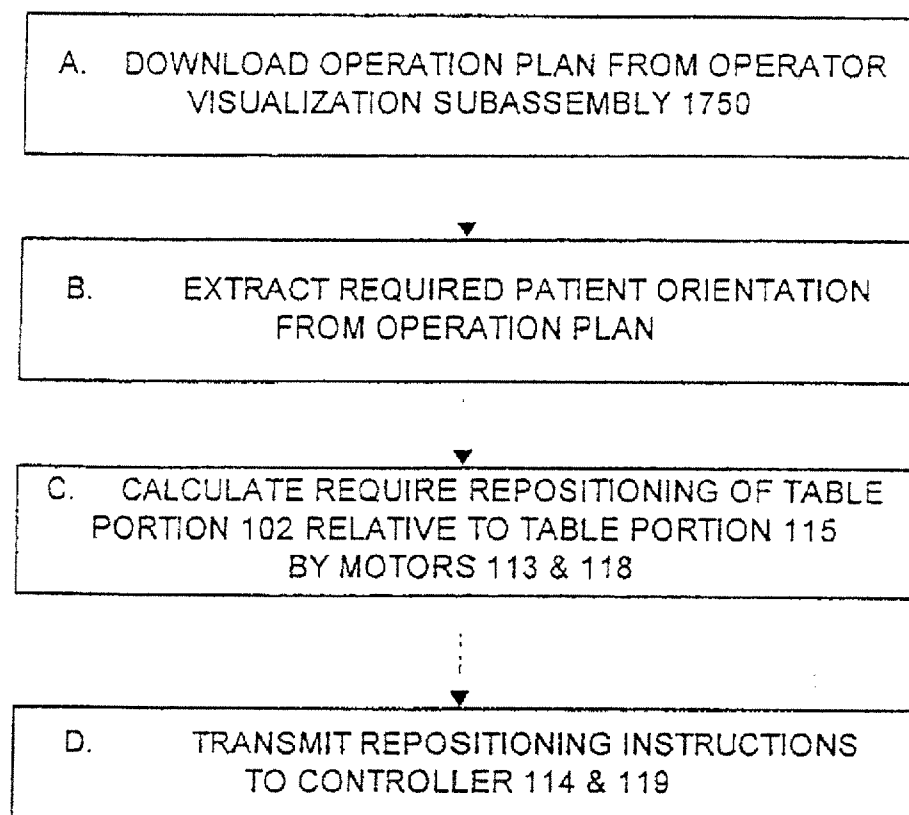 A. DOWNLOAD OPERATION PLAN FROM OPERATOR
VISUALIZATION SUBASSEMBLY 1750
B. EXTRACT REQUIRED PATIENT ORIENTATION
FROM OPERATION PLAN
C. CALCULATE REQUIRE REPOSITIONING OF TABLE
PORTION 102 RELATIVE TO TABLE PORTION 115
BY MOTORS 113 & 118
D. TRANSMIT REPOSITIONING INSTRUCTIONS
TO CONTROLLER 114 & 119